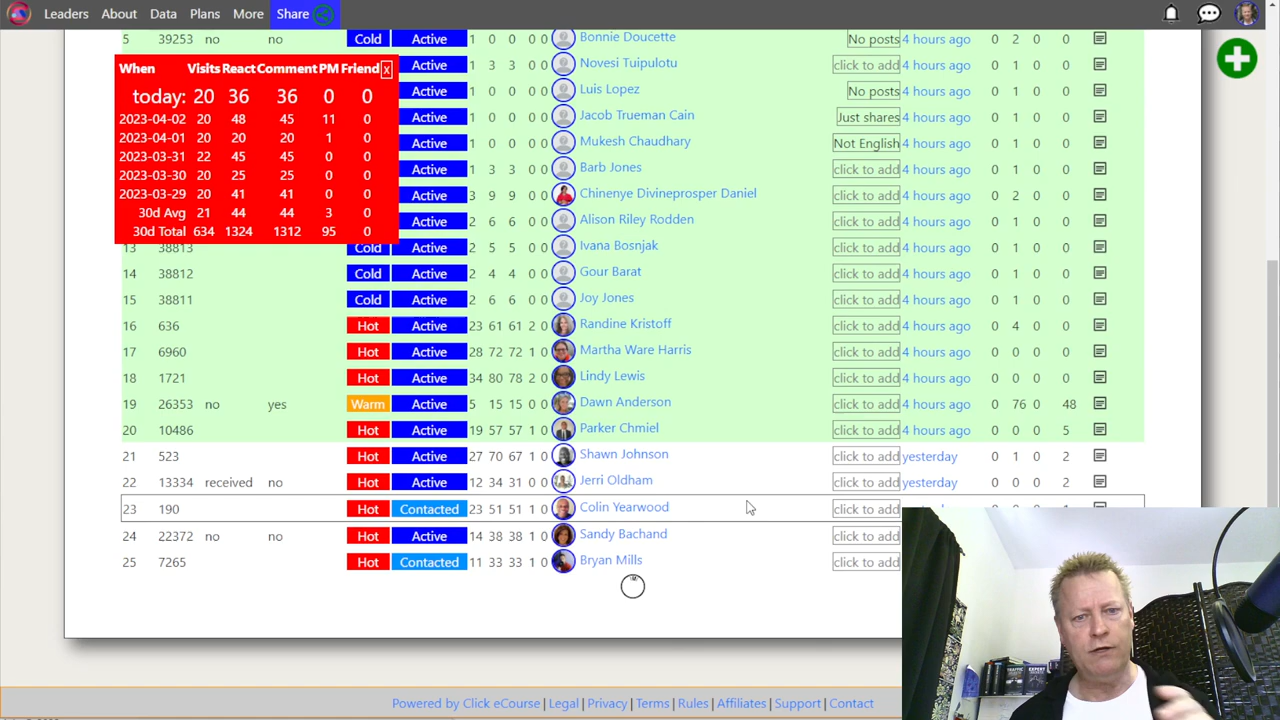 Leaders About Data Plans More Share
5 39253 no no Cold Active 1 0 0 0 0 Bonnie Doucette No posts 4 hours ago 0 2 0 0
When Visits React Comment PM Friend x
today: 20 36 36 0 0
2023-04-02 20 48 45 11 0
2023-04-01 20 20 20 1 0
2023-03-31 22 45 45 0 0
2023-03-30 20 25 25 0 0
2023-03-29 20 41 41 0 0
30d Avg 21 44 44 3 0
30d Total 634 1324 1312 95 0
Active 1 3 3 0 0 Novesi Tuipulotu click to add 4 hours ago 0 1 0 0
Active 1 0 0 0 0 Luis Lopez No posts 4 hours ago 0 1 0 0
Active 1 0 0 0 0 Jacob Trueman Cain Just shares 4 hours ago 0 1 0 0
Active 1 0 0 0 0 Mukesh Chaudhary Not English 4 hours ago 0 1 0 0
Active 1 3 3 0 0 Barb Jones click to add 4 hours ago 0 1 0 0
Active 3 9 9 0 0 Chinenye Divineprosper Daniel click to add 4 hours ago 0 2 0 0
Active 2 6 6 0 0 Alison Riley Rodden click to add 4 hours ago 0 1 0 0
13 38813 Cold Active 2 5 5 0 0 Ivana Bosnjak click to add 4 hours ago 0 1 0 0
14 38812 Cold Active 2 4 4 0 0 Gour Barat click to add 4 hours ago 0 1 0 0
15 38811 Cold Active 2 6 6 0 0 Joy Jones click to add 4 hours ago 0 1 0 0
16 636 Hot Active 23 61 61 2 0 Randine Kristoff click to add 4 hours ago 0 4 0 0
17 6960 Hot Active 28 72 72 1 0 Martha Ware Harris click to add 4 hours ago 0 0 0 0
18 1721 Hot Active 34 80 78 2 0 Lindy Lewis click to add 4 hours ago 0 0 0 0
19 26353 no yes Warm Active 5 15 15 0 0 Dawn Anderson click to add 4 hours ago 0 76 0 48
20 10486 Hot Active 19 57 57 1 0 Parker Chmiel click to add 4 hours ago 0 0 0 5
21 523 Hot Active 27 70 67 1 0 Shawn Johnson click to add yesterday 0 1 0 2
22 13334 received no Hot Active 12 34 31 0 0 Jerri Oldham click to add yesterday 0 0 0 2
23 190 Hot Contacted 23 51 51 1 0 Colin Yearwood click to add
24 22372 no no Hot Active 14 38 38 1 0 Sandy Bachand click to add
25 7265 Hot Contacted 11 33 33 1 0 Bryan Mills click to add
Powered by Click eCourse | Legal | Privacy | Terms | Rules | Affiliates | Support | Contact